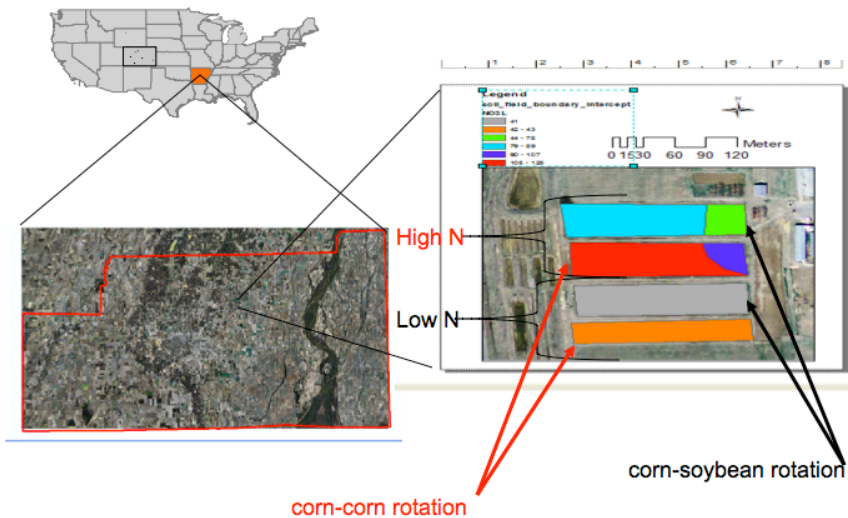 1 2 3 4 5 6 7 8
Legend
soil_field_boundary_intercept
NO3L
41
42 - 43
44 - 78
79 - 89
90 - 107
108 - 128
N
Meters
0 15 30 60 90 120
High N
Low N
corn-soybean rotation
corn-corn rotation